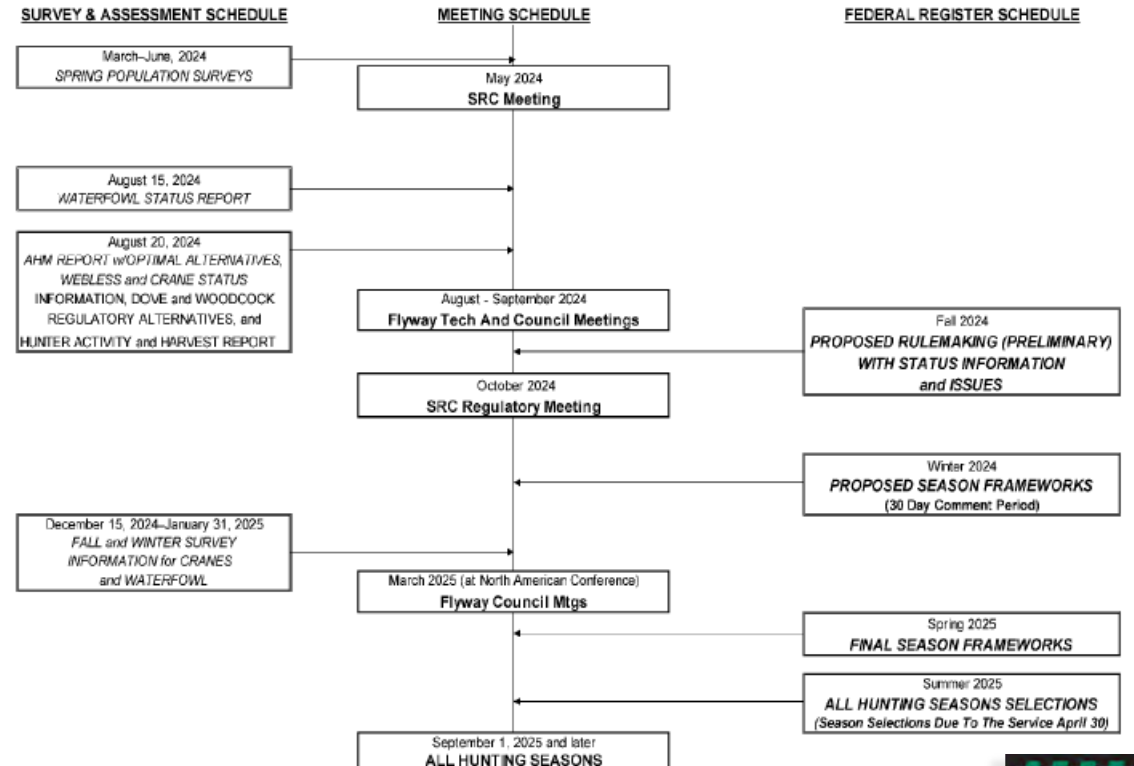 SURVEY & ASSESSMENT SCHEDULE
MEETING SCHEDULE
FEDERAL REGISTER SCHEDULE
March–June, 2024
SPRING POPULATION SURVEYS
May 2024
SRC Meeting
August 15, 2024
WATERFOWL STATUS REPORT
August 20, 2024
AHM REPORT w/OPTIMAL ALTERNATIVES,
WEBLESS and CRANE STATUS
INFORMATION, DOVE and WOODCOCK
REGULATORY ALTERNATIVES, and
HUNTER ACTIVITY and HARVEST REPORT
August - September 2024
Flyway Tech And Council Meetings
Fall 2024
PROPOSED RULEMAKING (PRELIMINARY)
WITH STATUS INFORMATION
and ISSUES
October 2024
SRC Regulatory Meeting
Winter 2024
PROPOSED SEASON FRAMEWORKS
(30 Day Comment Period)
December 15, 2024–January 31, 2025
FALL and WINTER SURVEY
INFORMATION for CRANES
and WATERFOWL
March 2025 (at North American Conference)
Flyway Council Mtgs
Spring 2025
FINAL SEASON FRAMEWORKS
Summer 2025
ALL HUNTING SEASONS SELECTIONS
(Season Selections Due To The Service April 30)
September 1, 2025 and later
ALL HUNTING SEASONS